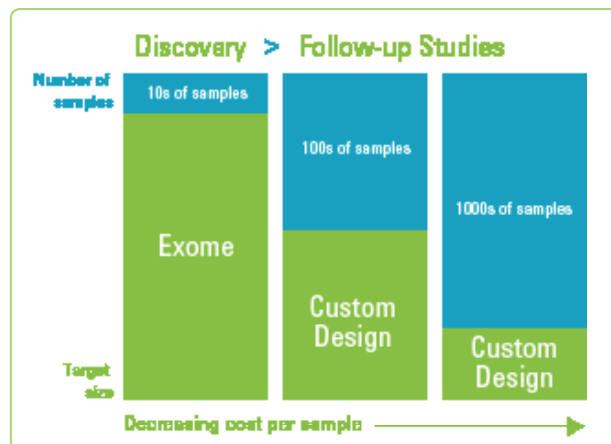 Discovery > Follow-up Studies
Number of
samples
10s of samples
100s of samples
1000s of samples
Exome
Custom
Design
Custom
Design
Target
size
Decreasing cost per sample